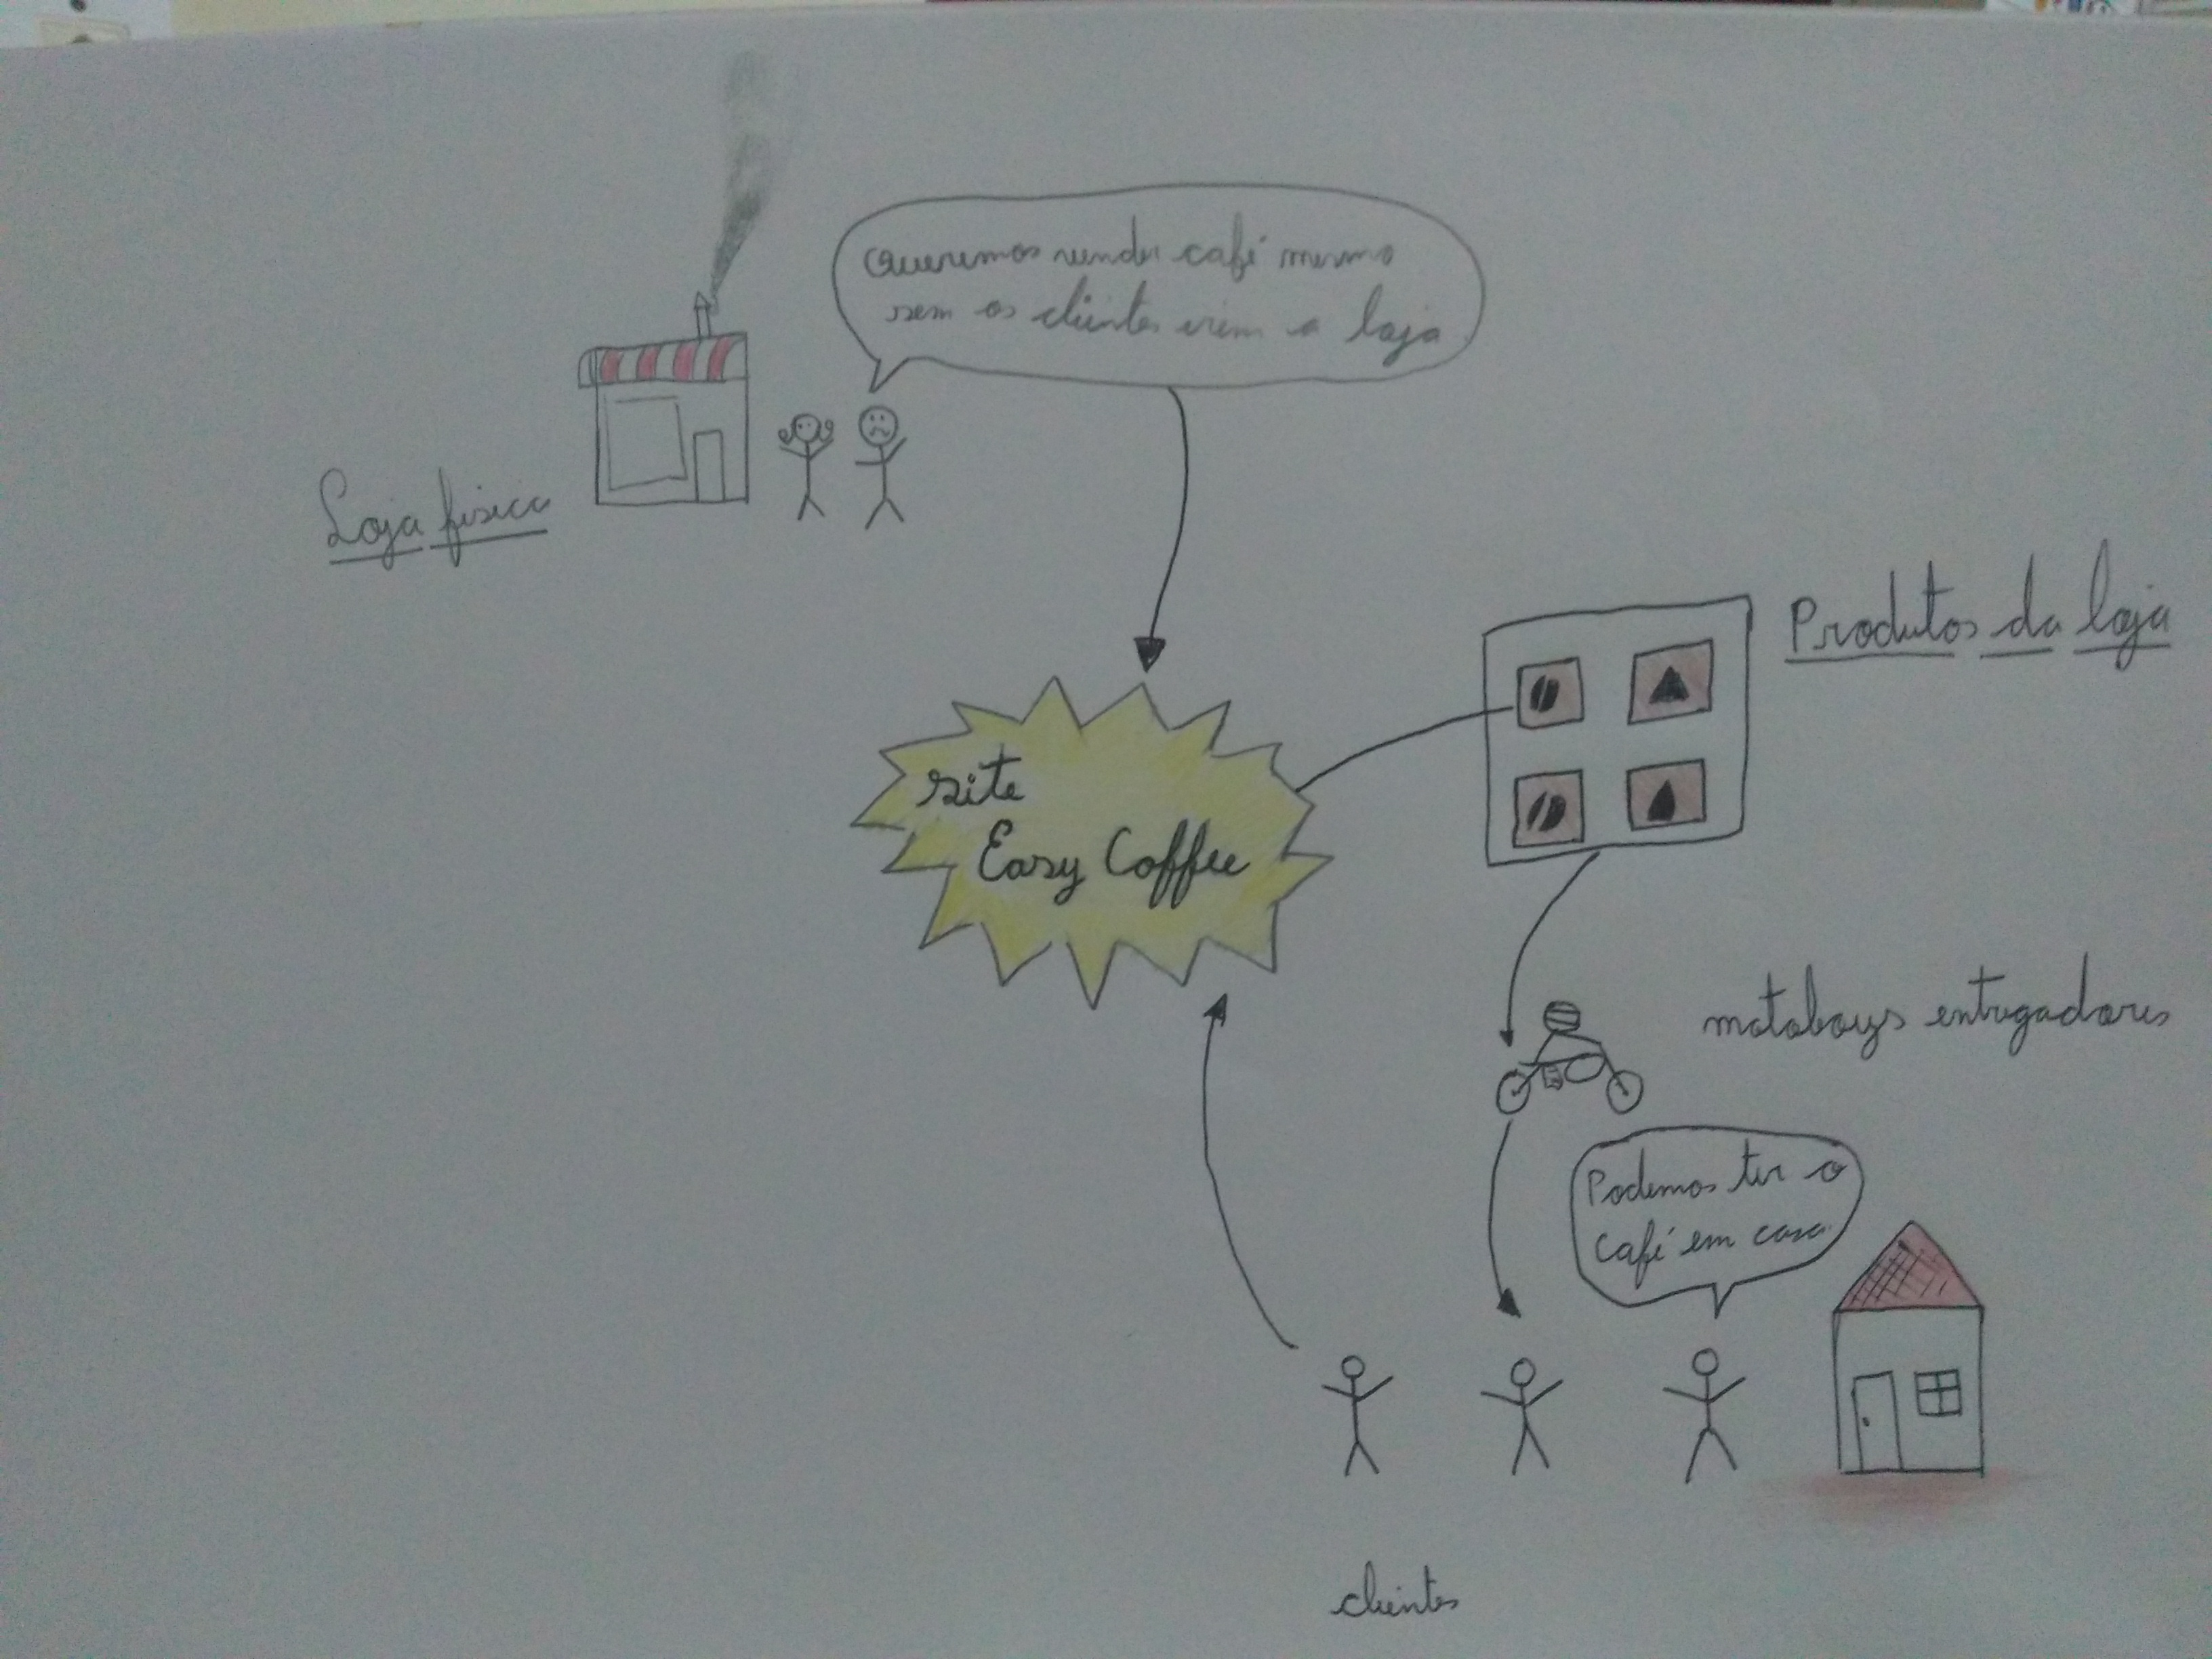 Queremos vender café mesmo
sem os clientes virem a loja
Loja física
Produtos da loja
site
Easy Coffee
motoboys entregadores
Podemos ter o
Café em casa
clientes